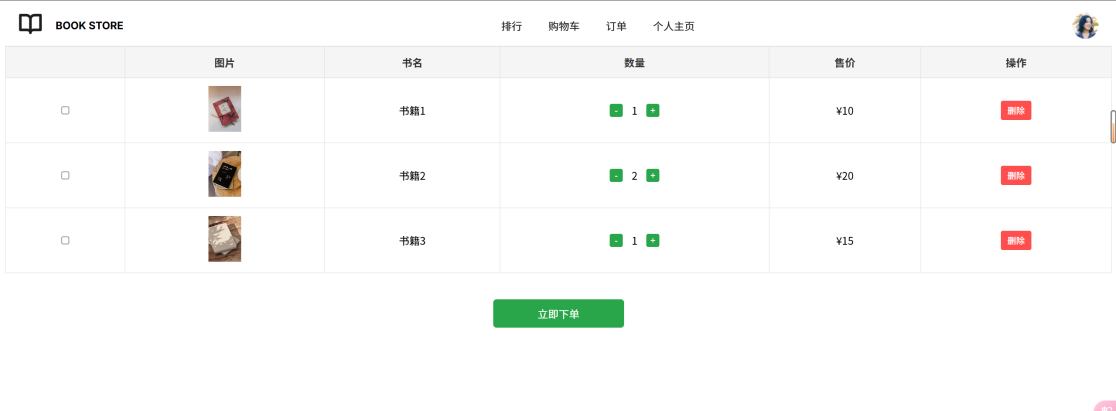 BOOK STORE 排行 购物车 订单 个人主页
图片 书名 数量 售价 操作
书籍1 - 1 + ¥10 删除
书籍2 - 2 + ¥20 删除
书籍3 - 1 + ¥15 删除
立即下单